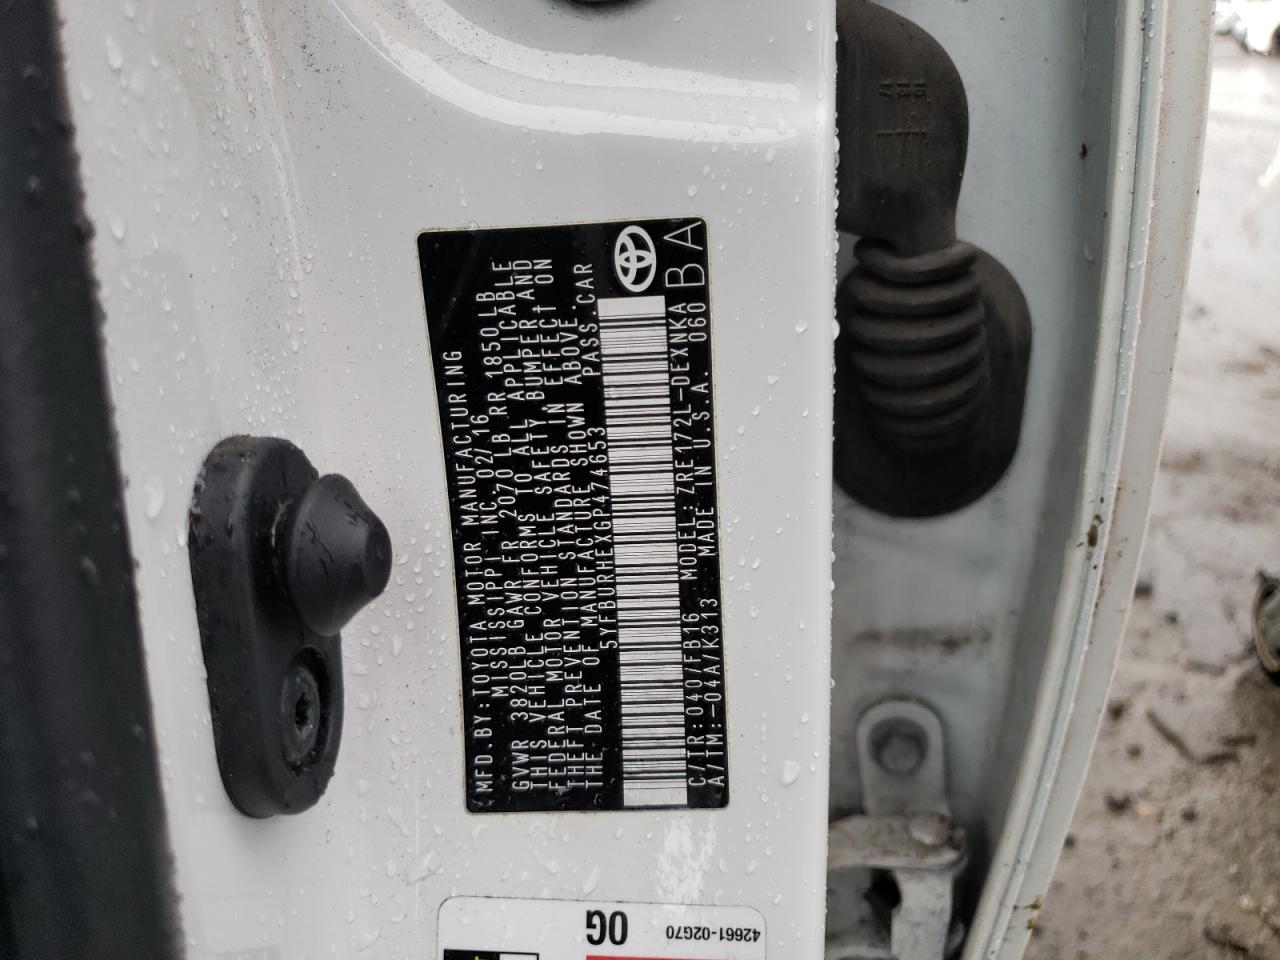 MFD.BY:TOYOTA MOTOR MANUFACTURING
MISSISSIPPI INC. 02/16
GVWR 3820LB GAWR FR 2070 LB RR 1850 LB
THIS VEHICLE CONFORMS TO ALL APPLICABLE
FEDERAL MOTOR VEHICLE SAFETY BUMPER AND
THEFT PREVENTION STANDARDS IN EFFECT ON
THE DATE OF MANUFACTURE SHOWN ABOVE.
5YFBURHEXGP474653 PASS.CAR
C/TR:040/FB16 MODEL:ZRE172L-DEXNKA
A/TM:-04A/K313 MADE IN U.S.A. 060
BA
42661-02G70
0G